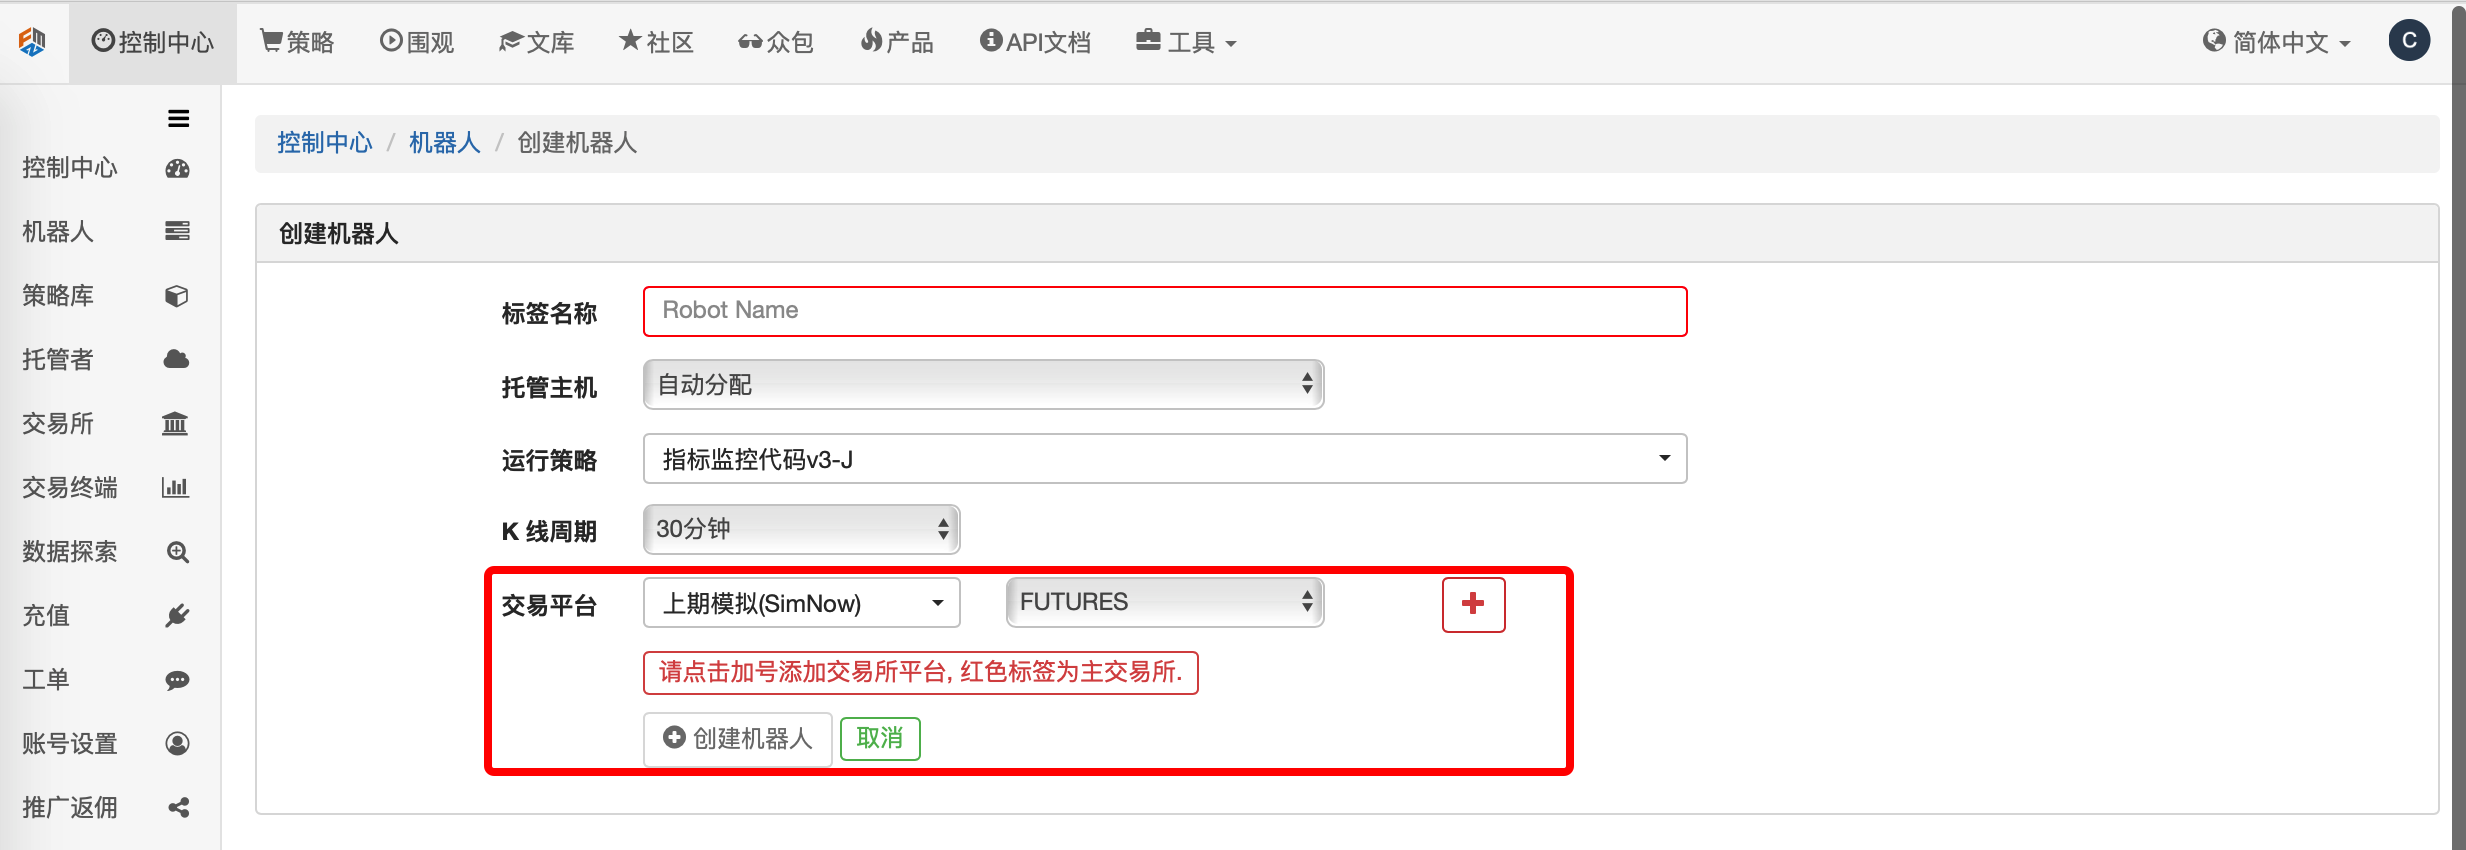 控制中心 策略 围观 文库 社区 众包 产品 API文档 工具 简体中文 C
控制中心
机器人
策略库
托管者
交易所
交易终端
数据探索
充值
工单
账号设置
推广返佣
控制中心 / 机器人 / 创建机器人
创建机器人
标签名称 Robot Name
托管主机 自动分配
运行策略 指标监控代码v3-J
K 线周期 30分钟
交易平台 上期模拟(SimNow) FUTURES
请点击加号添加交易所平台, 红色标签为主交易所.
创建机器人 取消